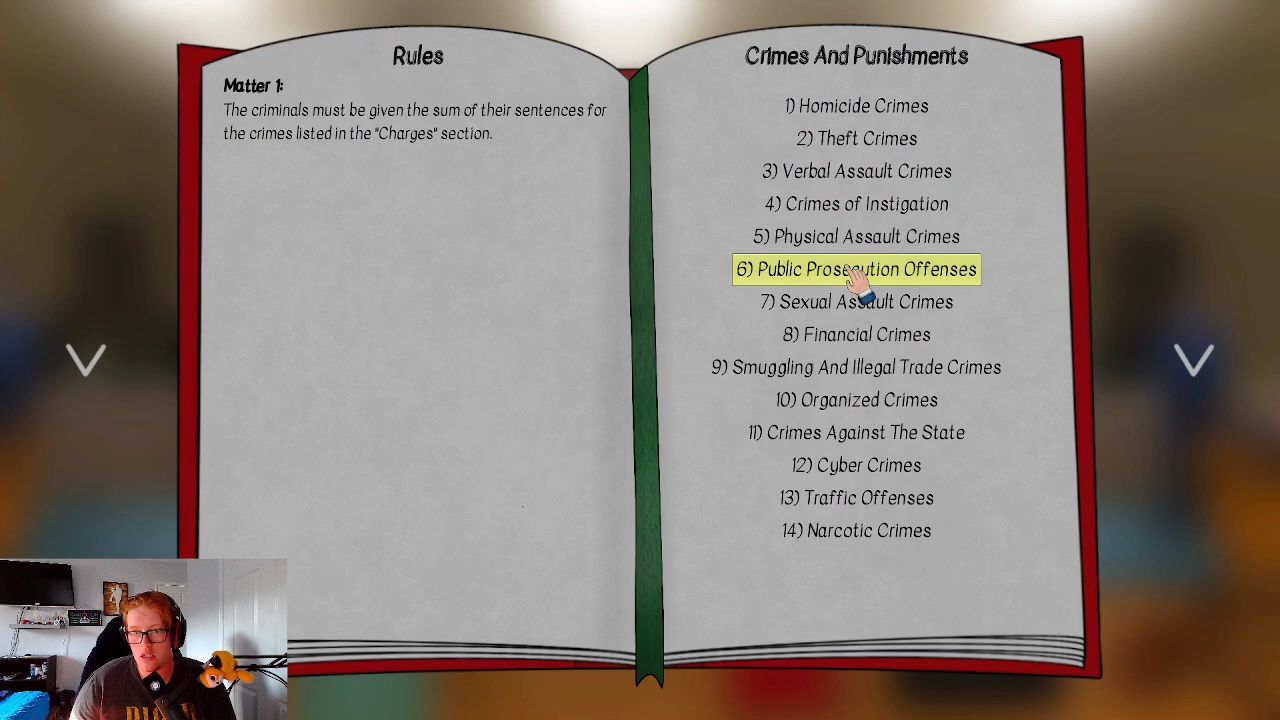 Rules
Matter 1:
The criminals must be given the sum of their sentences for
the crimes listed in the "Charges" section.
Crimes And Punishments
1) Homicide Crimes
2) Theft Crimes
3) Verbal Assault Crimes
4) Crimes of Instigation
5) Physical Assault Crimes
6) Public Prosecution Offenses
7) Sexual Assault Crimes
8) Financial Crimes
9) Smuggling And Illegal Trade Crimes
10) Organized Crimes
11) Crimes Against The State
12) Cyber Crimes
13) Traffic Offenses
14) Narcotic Crimes